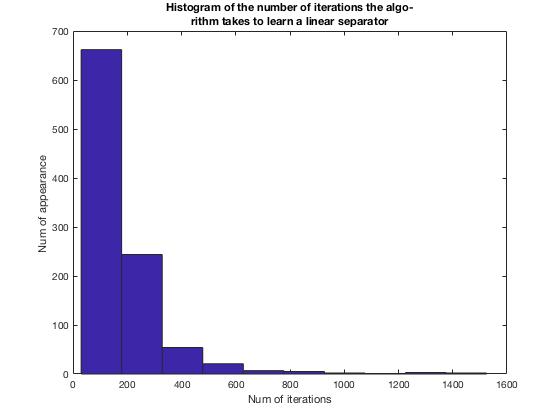 Histogram of the number of iterations the algo-
rithm takes to learn a linear separator
700
600
500
400
300
200
100
0
Num of appearance
0 200 400 600 800 1000 1200 1400 1600
Num of iterations